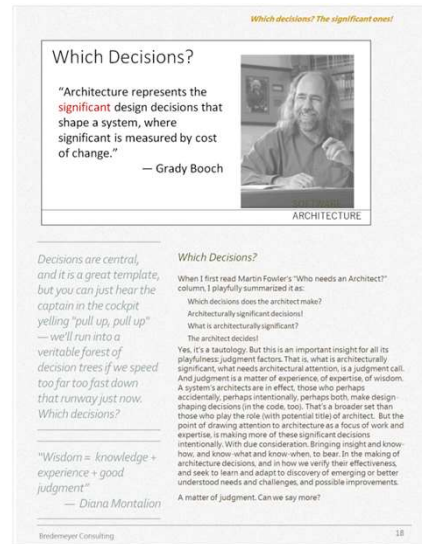 Which decisions? The significant ones!
Which Decisions?
“Architecture represents the
significant design decisions that
shape a system, where
significant is measured by cost
of change.”
— Grady Booch
SOFTWARE
ARCHITECTURE
Decisions are central,
and it is a great template,
but you can just hear the
captain in the cockpit
yelling "pull up, pull up"
— we'll run into a
veritable forest of
decision trees if we speed
too far too fast down
that runway just now.
Which decisions?
"Wisdom = knowledge +
experience + good
judgment"
— Diana Montalion
Which Decisions?
When I first read Martin Fowler's "Who needs an Architect?"
column, I playfully summarized it as:
Which decisions does the architect make?
Architecturally significant decisions!
What is architecturally significant?
The architect decides!
Yes, it's a tautology. But this is an important insight for all its
playfulness: judgment factors. That is, what is architecturally
significant, what needs architectural attention, is a judgment call.
And judgment is a matter of experience, of expertise, of wisdom.
A system's architects are in effect, those who perhaps
accidentally, perhaps intentionally, perhaps both, make design-
shaping decisions (in the code, too). That's a broader set than
those who play the role (with potential title) of architect. But the
point of drawing attention to architecture as a focus of work and
expertise, is making more of these significant decisions
intentionally. With due consideration. Bringing insight and know-
how, and know-what and know-when, to bear. In the making of
architecture decisions, and in how we verify their effectiveness,
and seek to learn and adapt to discovery of emerging or better
understood needs and challenges, and possible improvements.
A matter of judgment. Can we say more?
Bredemeyer Consulting
18